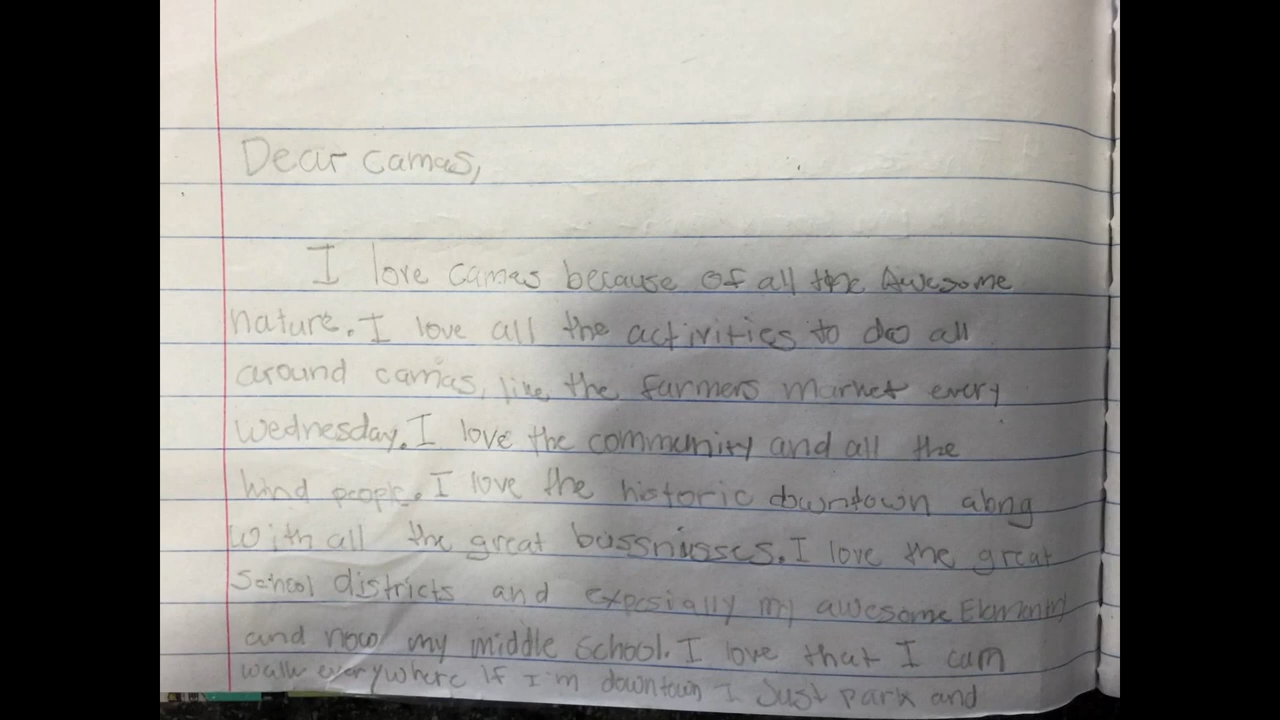 Dear camas,
I love camas because of all the Awesome
nature. I love all the activities to do all
around camas, like the farmers market every
wednesday. I love the community and all the
kind people. I love the historic downtown along
with all the great bussniusses. I love the great
school districts and exposially my awesome Elementry
and now my middle school. I love that I can
walk everywhere If I'm downtown I Just park and